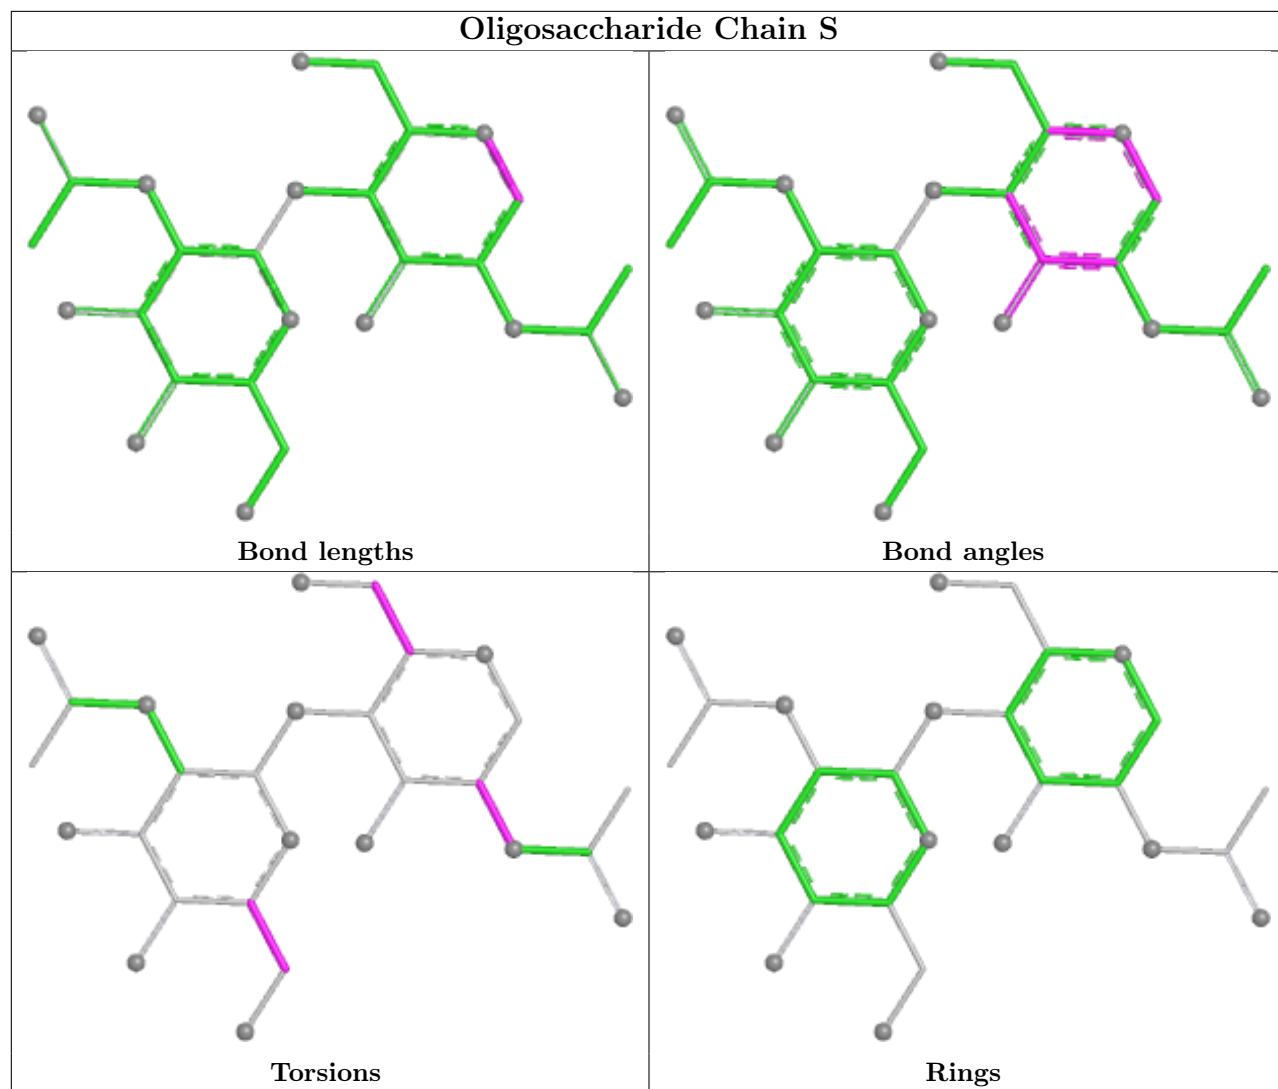 Oligosaccharide Chain S
Bond lengths
Bond angles
Torsions
Rings